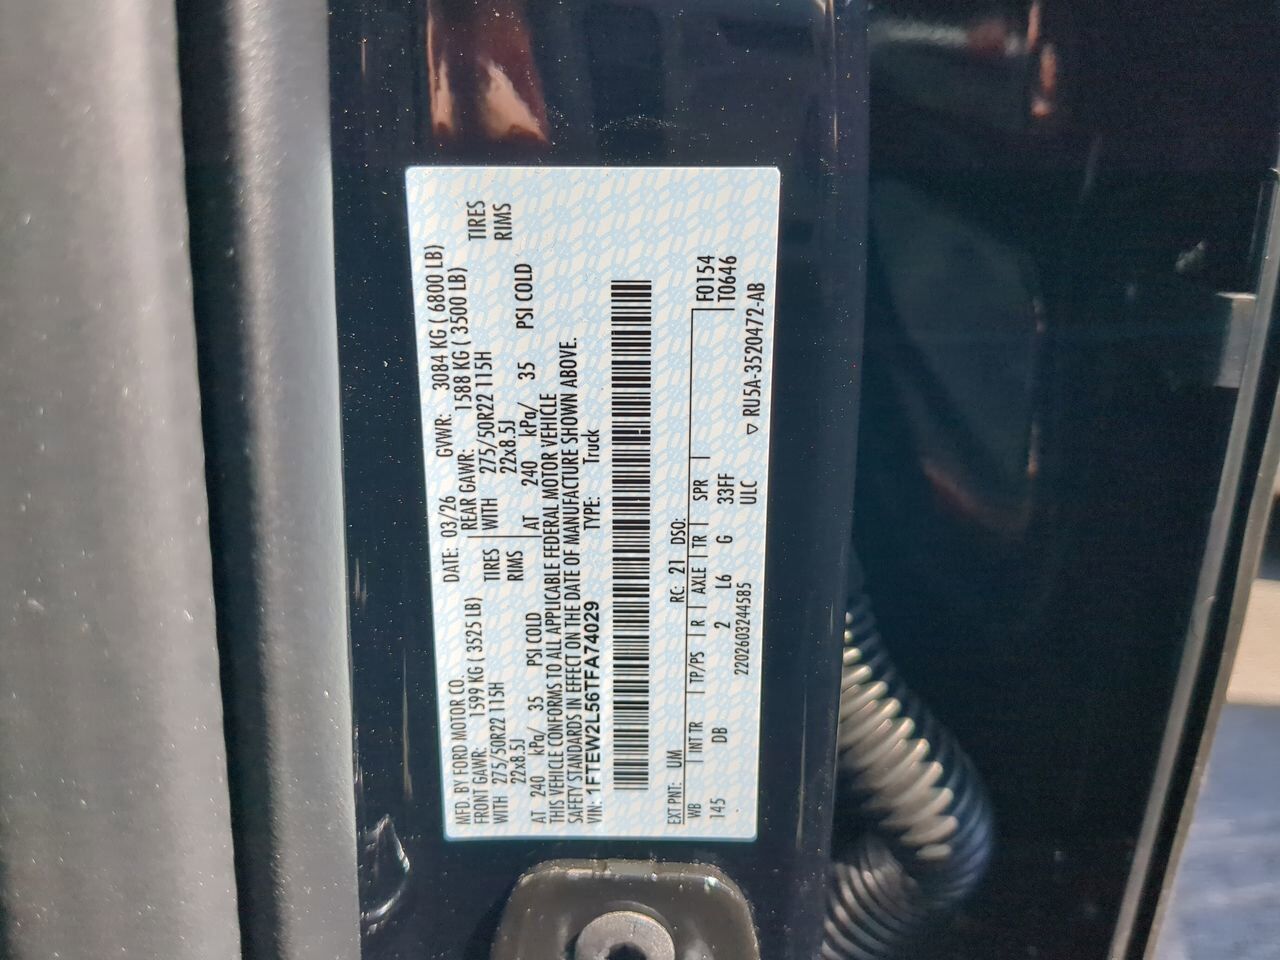 MFD. BY FORD MOTOR CO. DATE: 03/26 GVWR: 3084 KG ( 6800 LB)
FRONT GAWR: 1599 KG ( 3525 LB) REAR GAWR: 1588 KG ( 3500 LB)
WITH 275/50R22 115H TIRES WITH 275/50R22 115H TIRES
22x8.5J RIMS 22x8.5J RIMS
AT 240 kPa/ 35 PSI COLD AT 240 kPa/ 35 PSI COLD
THIS VEHICLE CONFORMS TO ALL APPLICABLE FEDERAL MOTOR VEHICLE
SAFETY STANDARDS IN EFFECT ON THE DATE OF MANUFACTURE SHOWN ABOVE.
VIN: 1FTEW2L56TFA74029 TYPE: Truck
EXT PNT: UM RC: 21 DSO:
WB INT TR TP/PS R AXLE TR SPR F0154
145 DB 2 L6 G 33FF T0646
2202603244585 ULC ▽ RU5A-3520472-AB